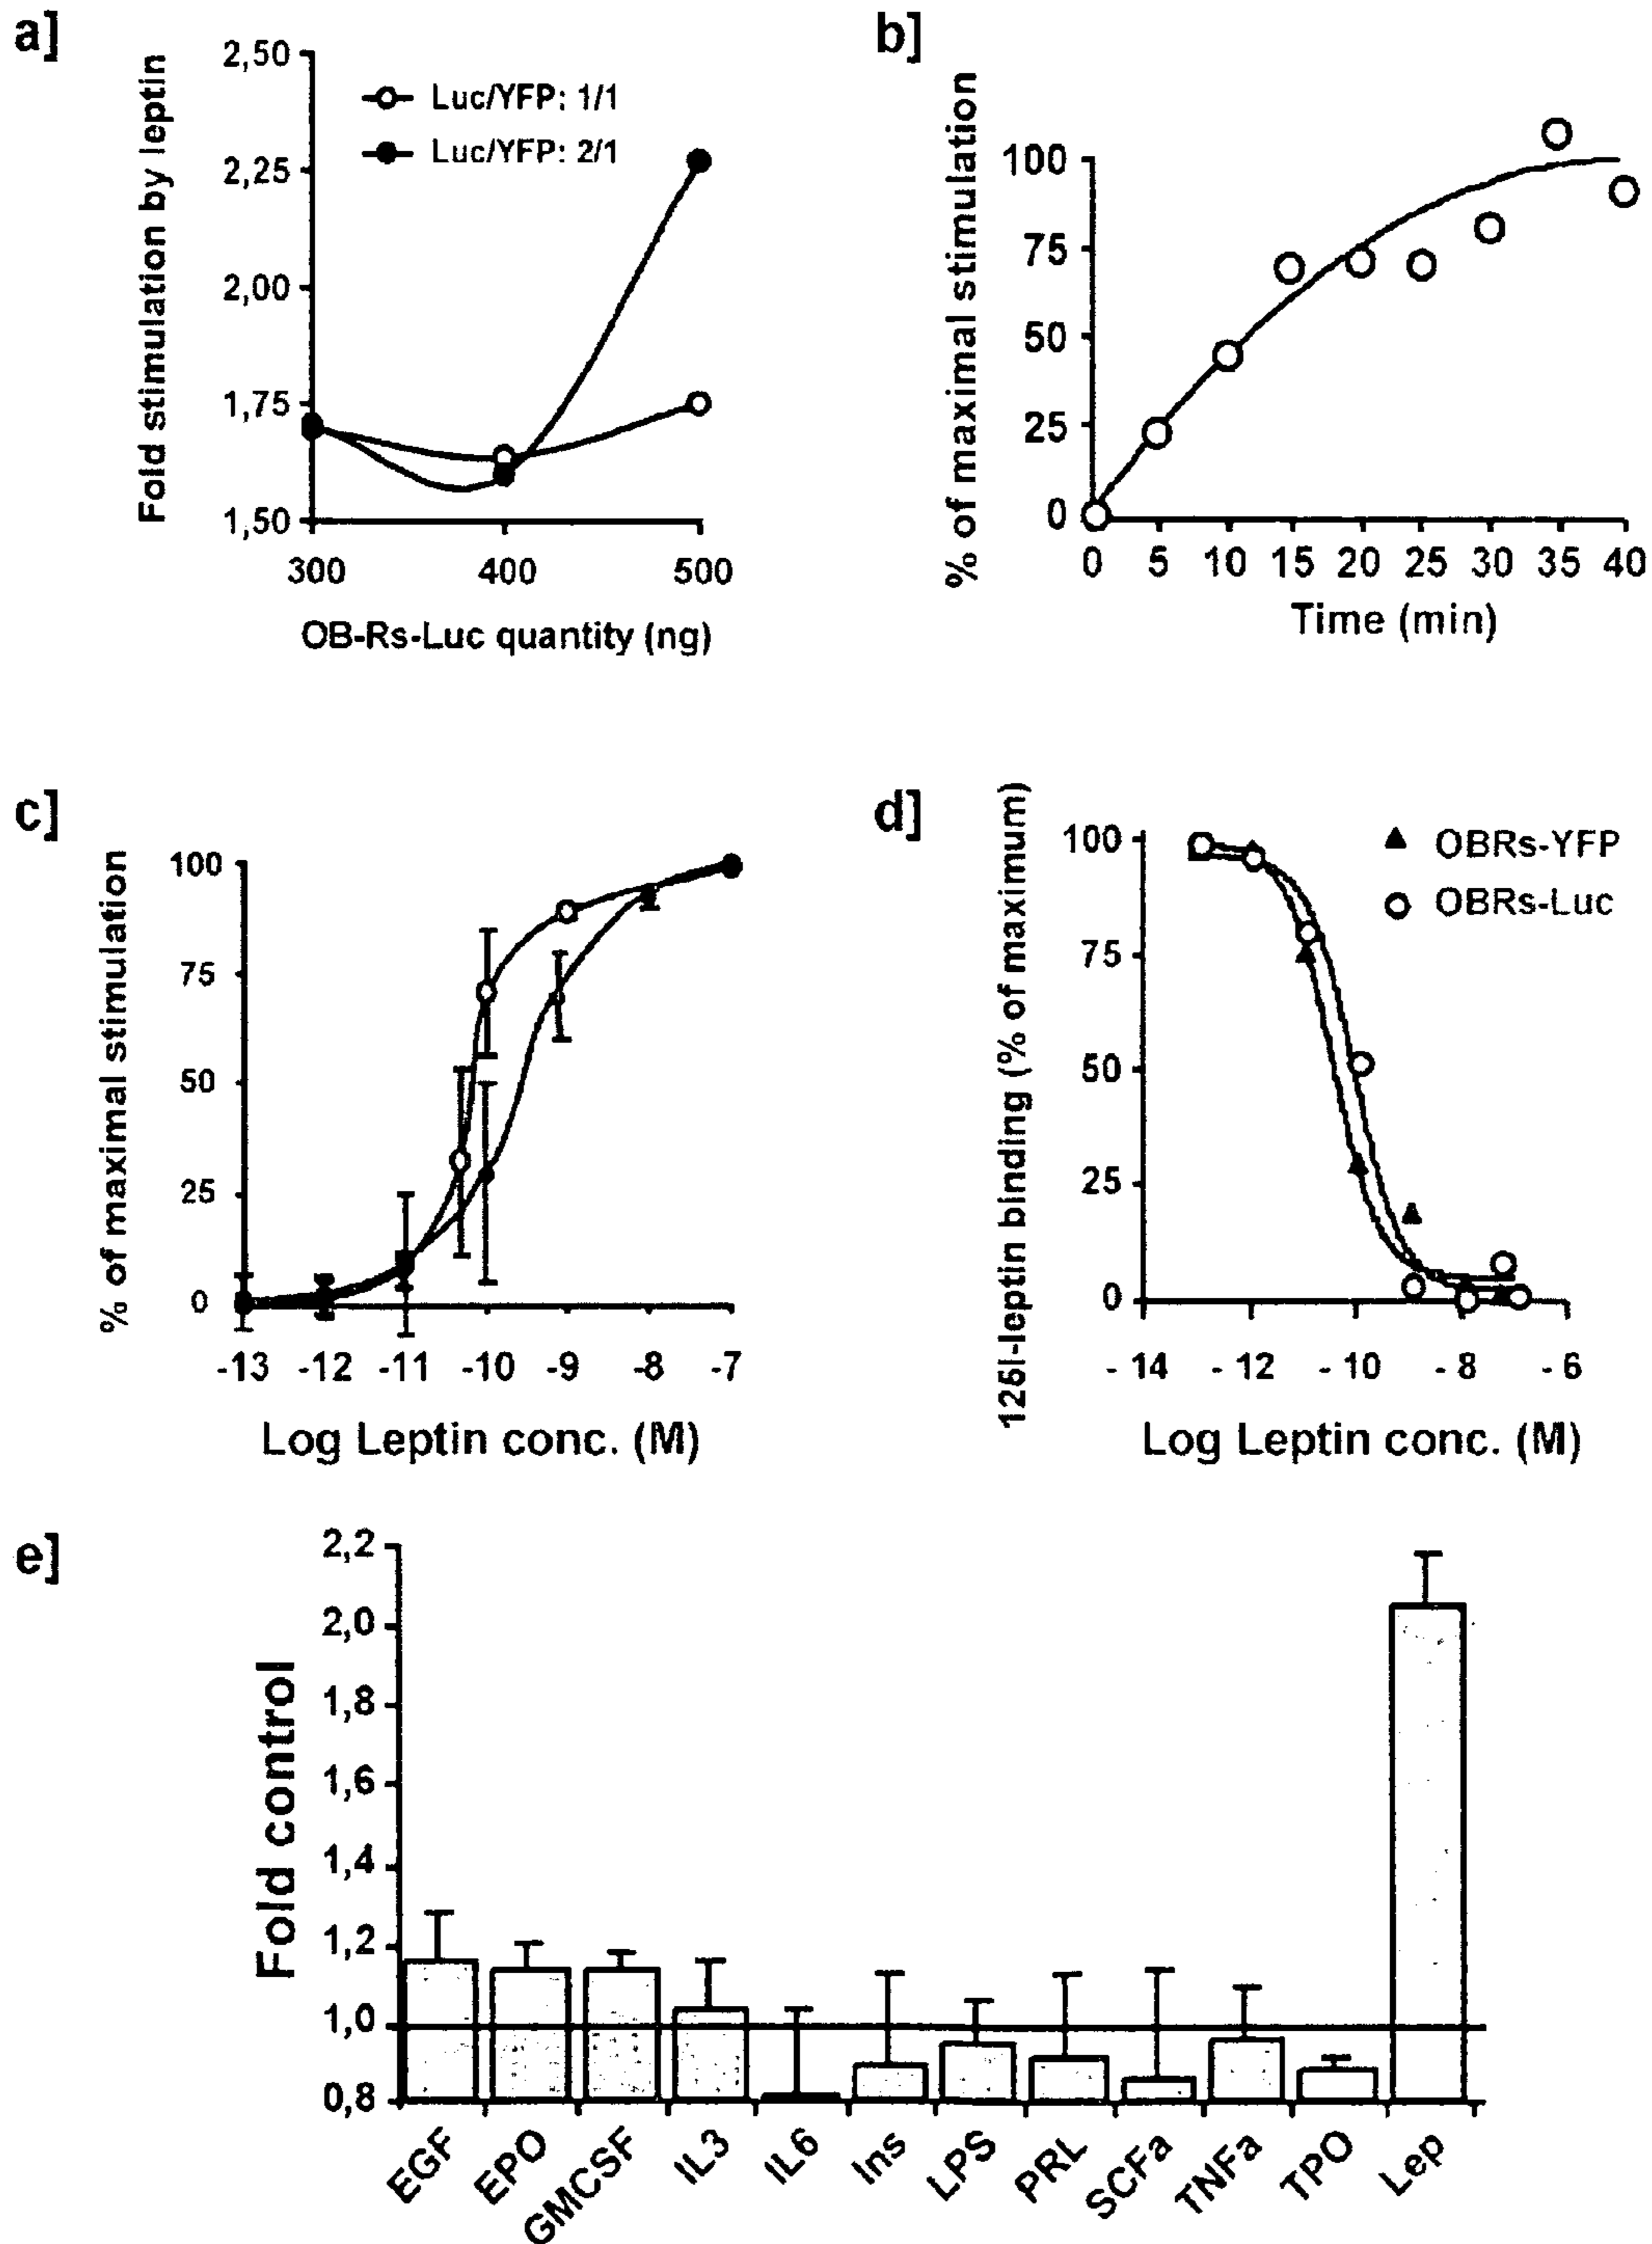 a]
2,50
2,25
2,00
1,75
1,50
Fold stimulation by leptin
Luc/YFP: 1/1
Luc/YFP: 2/1
300 400 500
OB-Rs-Luc quantity (ng)
b]
100
75
50
25
0
% of maximal stimulation
0 5 10 15 20 25 30 35 40
Time (min)
c]
100
75
50
25
0
% of maximal stimulation
-13 -12 -11 -10 -9 -8 -7
Log Leptin conc. (M)
d]
100
75
50
25
0
125I-leptin binding (% of maximum)
OBRs-YFP
OBRs-Luc
- 14 - 12 - 10 - 8 - 6
Log Leptin conc. (M)
e]
2,2
2,0
1,8
1,6
1,4
1,2
1,0
0,8
Fold control
EGF EPO GMCSF IL3 IL6 Ins LPS PRL SCFa TNFa TPO Lep